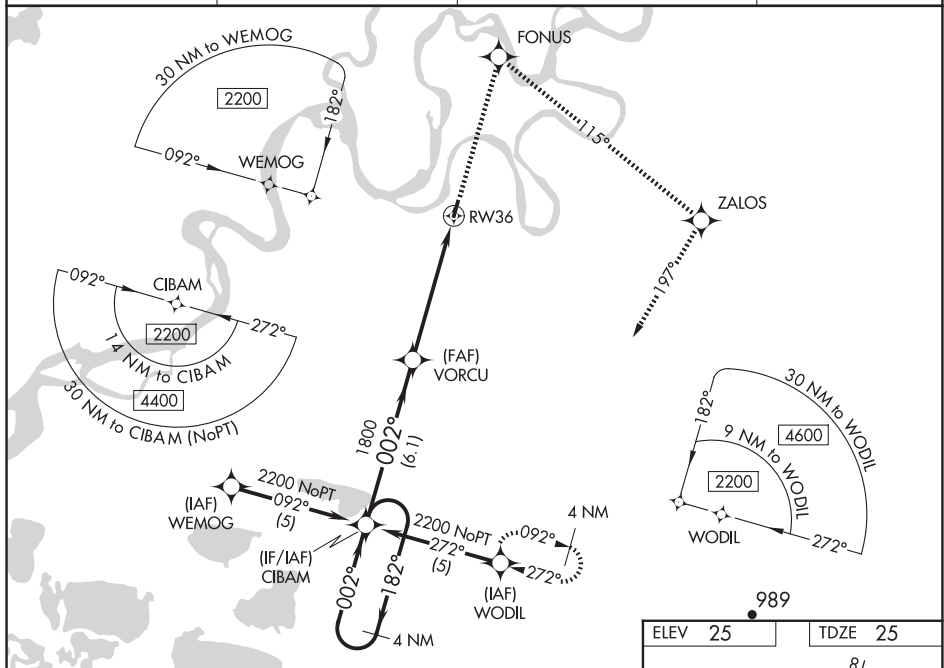 FONUS
30 NM to WEMOG
2200
182°
092°
WEMOG
115°
RW36
ZALOS
197°
092°
CIBAM
272°
2200
14 NM to CIBAM
4400
30 NM to CIBAM (NoPT)
(FAF)
VORCU
1800
002°
(6.1)
30 NM to WODIL
4600
182°
9 NM to WODIL
2200
WODIL
272°
(IAF)
WEMOG
2200 NoPT
092°
(5)
2200 NoPT
272°
(5)
092°
4 NM
272°
(IF/IAF)
CIBAM
(IAF)
WODIL
002°
182°
4 NM
989
ELEV 25
TDZE 25